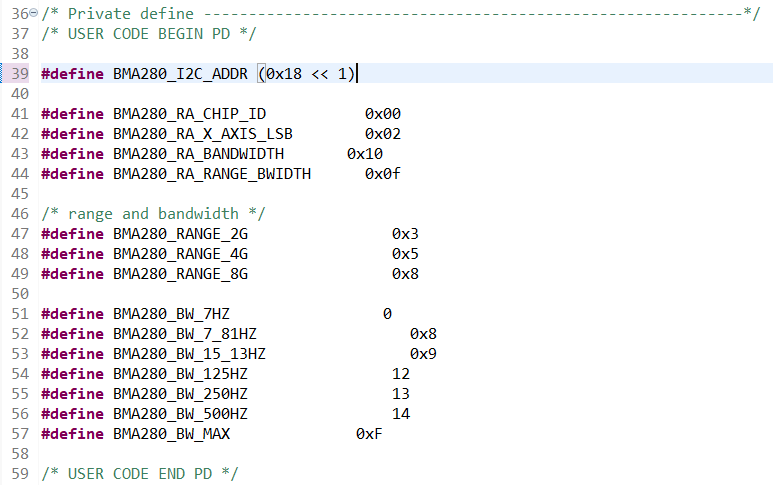 36 /* Private define ------------------------------------------------------------*/
37 /* USER CODE BEGIN PD */
38
39 #define BMA280_I2C_ADDR (0x18 << 1)
40
41 #define BMA280_RA_CHIP_ID           0x00
42 #define BMA280_RA_X_AXIS_LSB        0x02
43 #define BMA280_RA_BANDWIDTH       0x10
44 #define BMA280_RA_RANGE_BWIDTH      0x0f
45
46 /* range and bandwidth */
47 #define BMA280_RANGE_2G                0x3
48 #define BMA280_RANGE_4G                0x5
49 #define BMA280_RANGE_8G                0x8
50
51 #define BMA280_BW_7HZ                 0
52 #define BMA280_BW_7_81HZ                 0x8
53 #define BMA280_BW_15_13HZ                0x9
54 #define BMA280_BW_125HZ                12
55 #define BMA280_BW_250HZ                13
56 #define BMA280_BW_500HZ                14
57 #define BMA280_BW_MAX              0xF
58
59 /* USER CODE END PD */